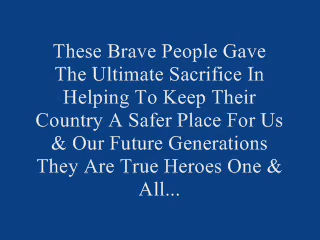 These Brave People Gave
The Ultimate Sacrifice In
Helping To Keep Their
Country A Safer Place For Us
& Our Future Generations
They Are True Heroes One &
All...